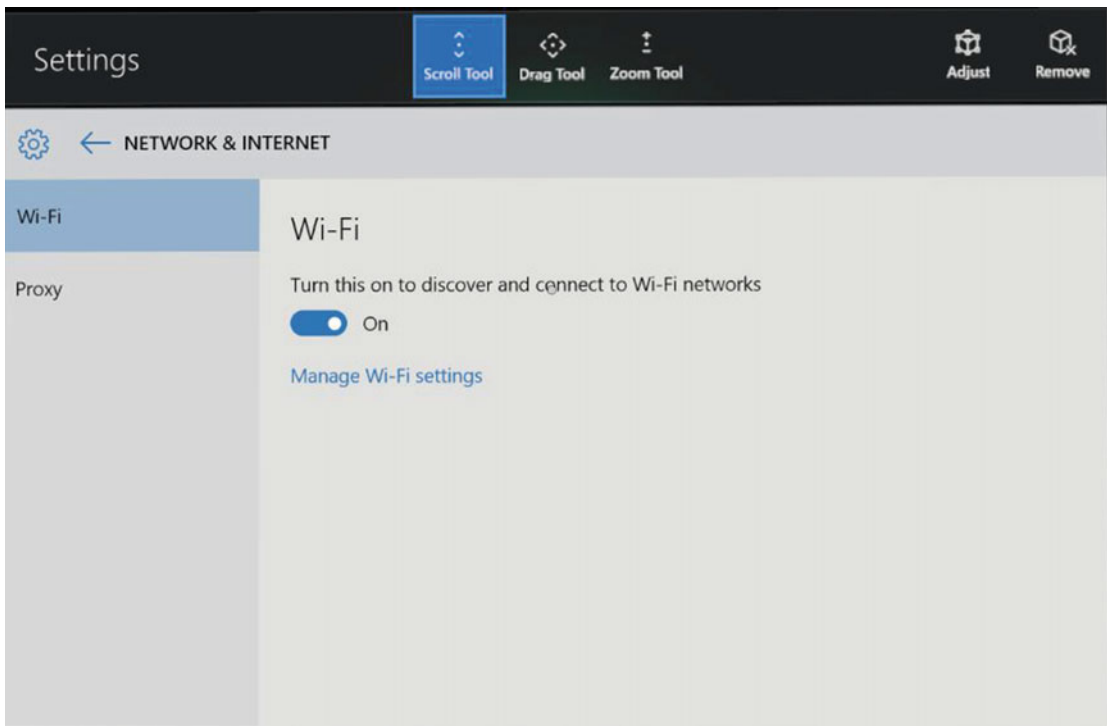 Settings
Scroll Tool
Drag Tool
Zoom Tool
Adjust
Remove
NETWORK & INTERNET
Wi-Fi
Wi-Fi
Turn this on to discover and connect to Wi-Fi networks
Proxy
On
Manage Wi-Fi settings